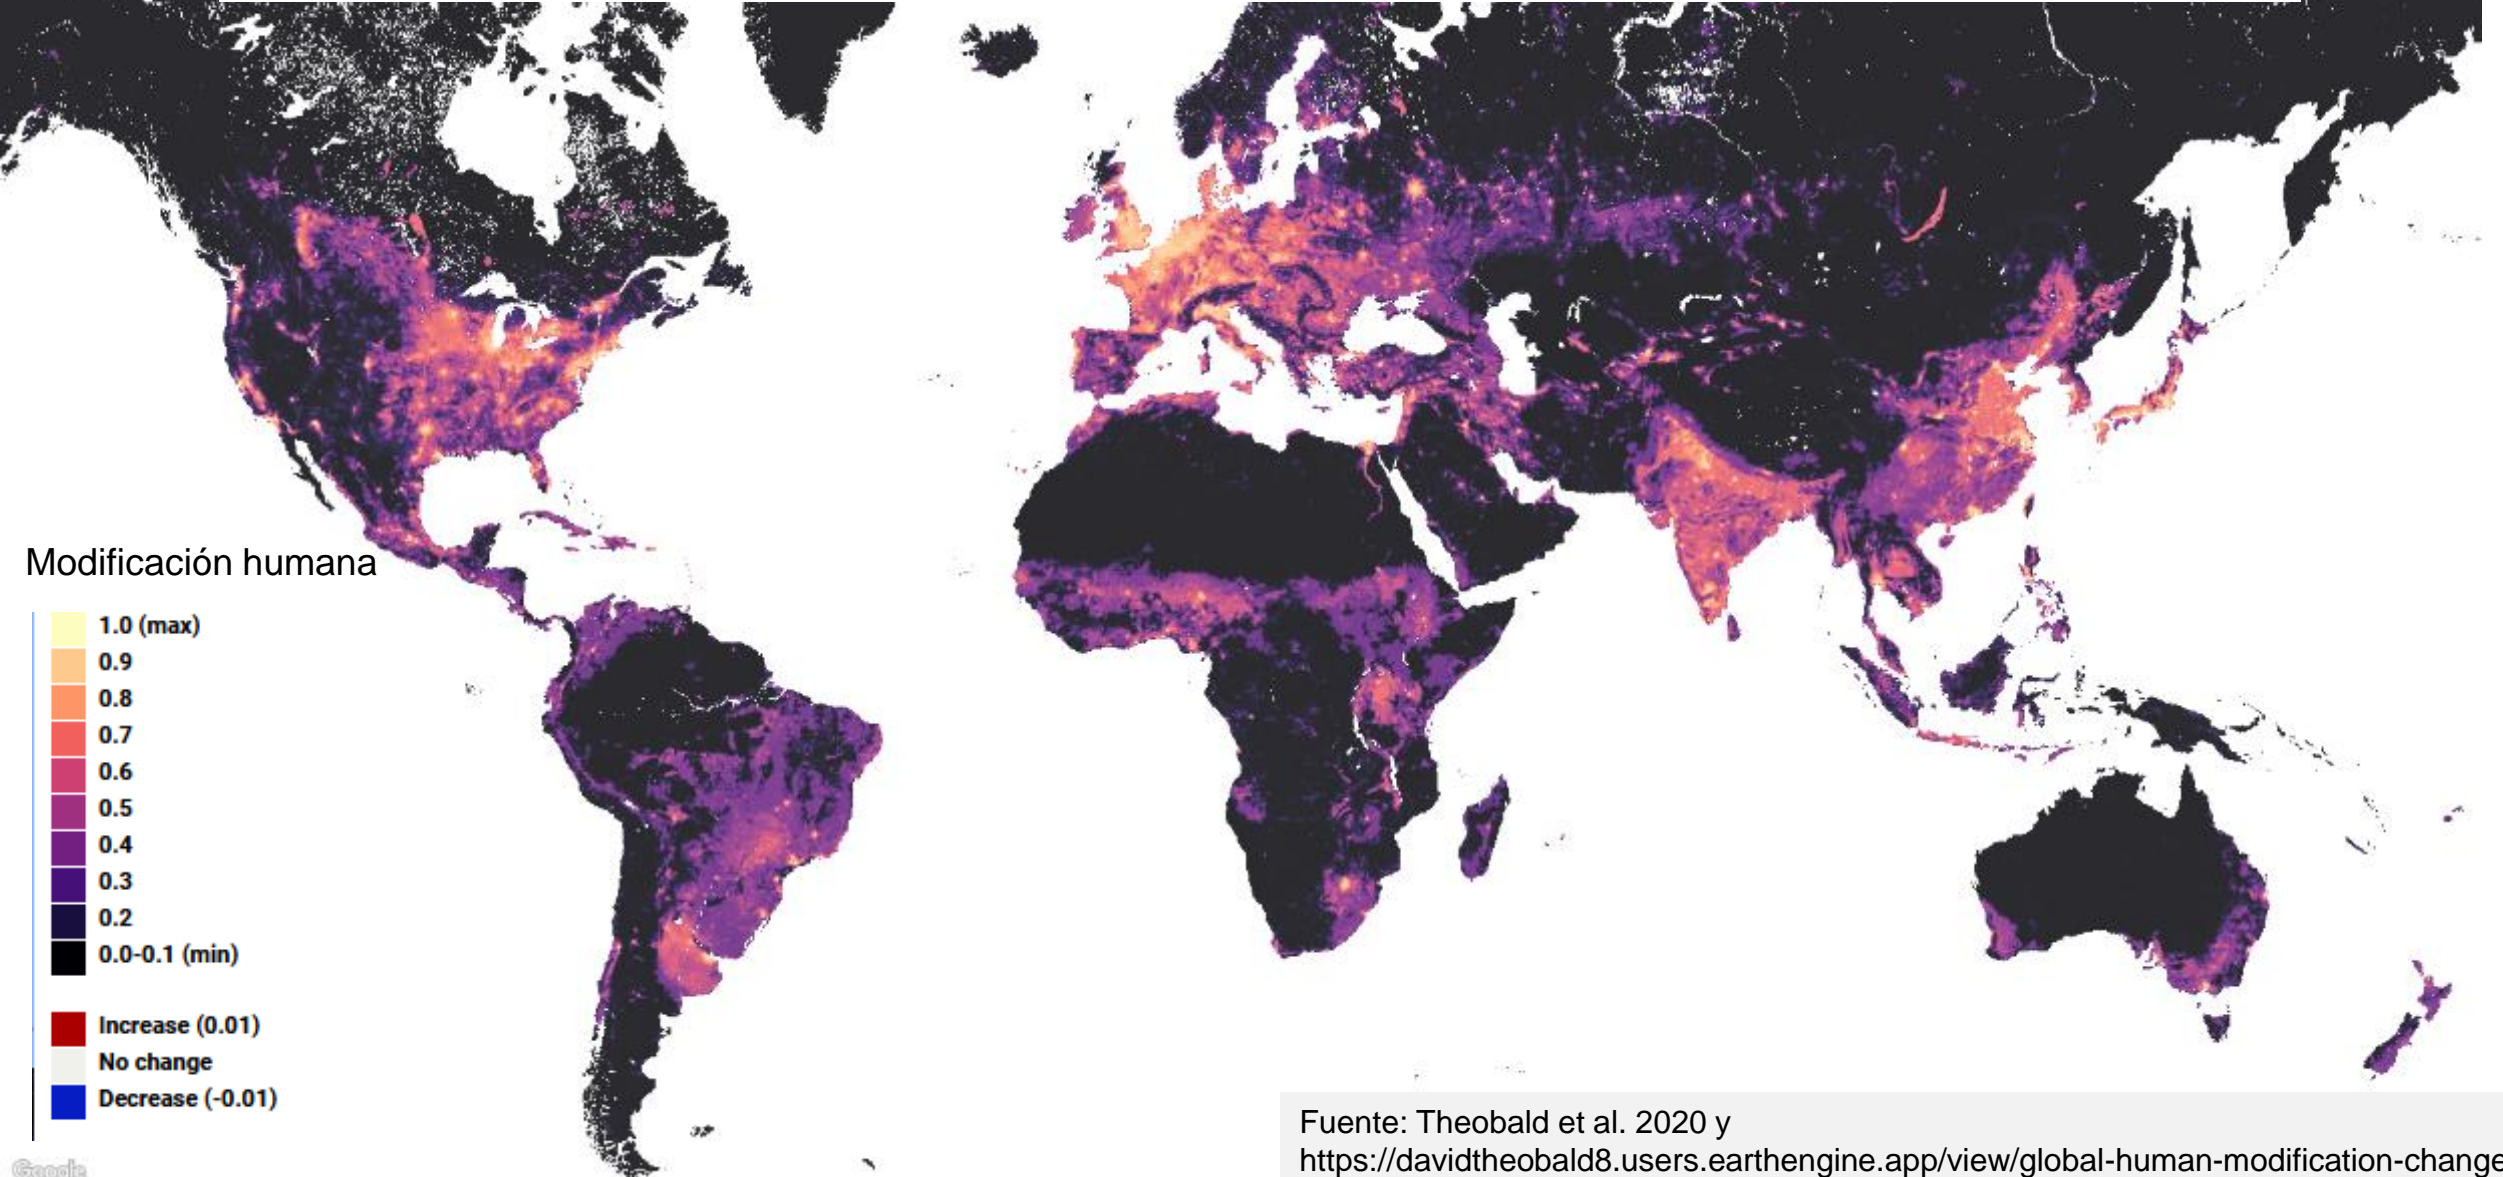 Modificación humana
1.0 (max)
0.9
0.8
0.7
0.6
0.5
0.4
0.3
0.2
0.0-0.1 (min)
Increase (0.01)
No change
Decrease (-0.01)
Google
Fuente: Theobald et al. 2020 y
https://davidtheobald8.users.earthengine.app/view/global-human-modification-change